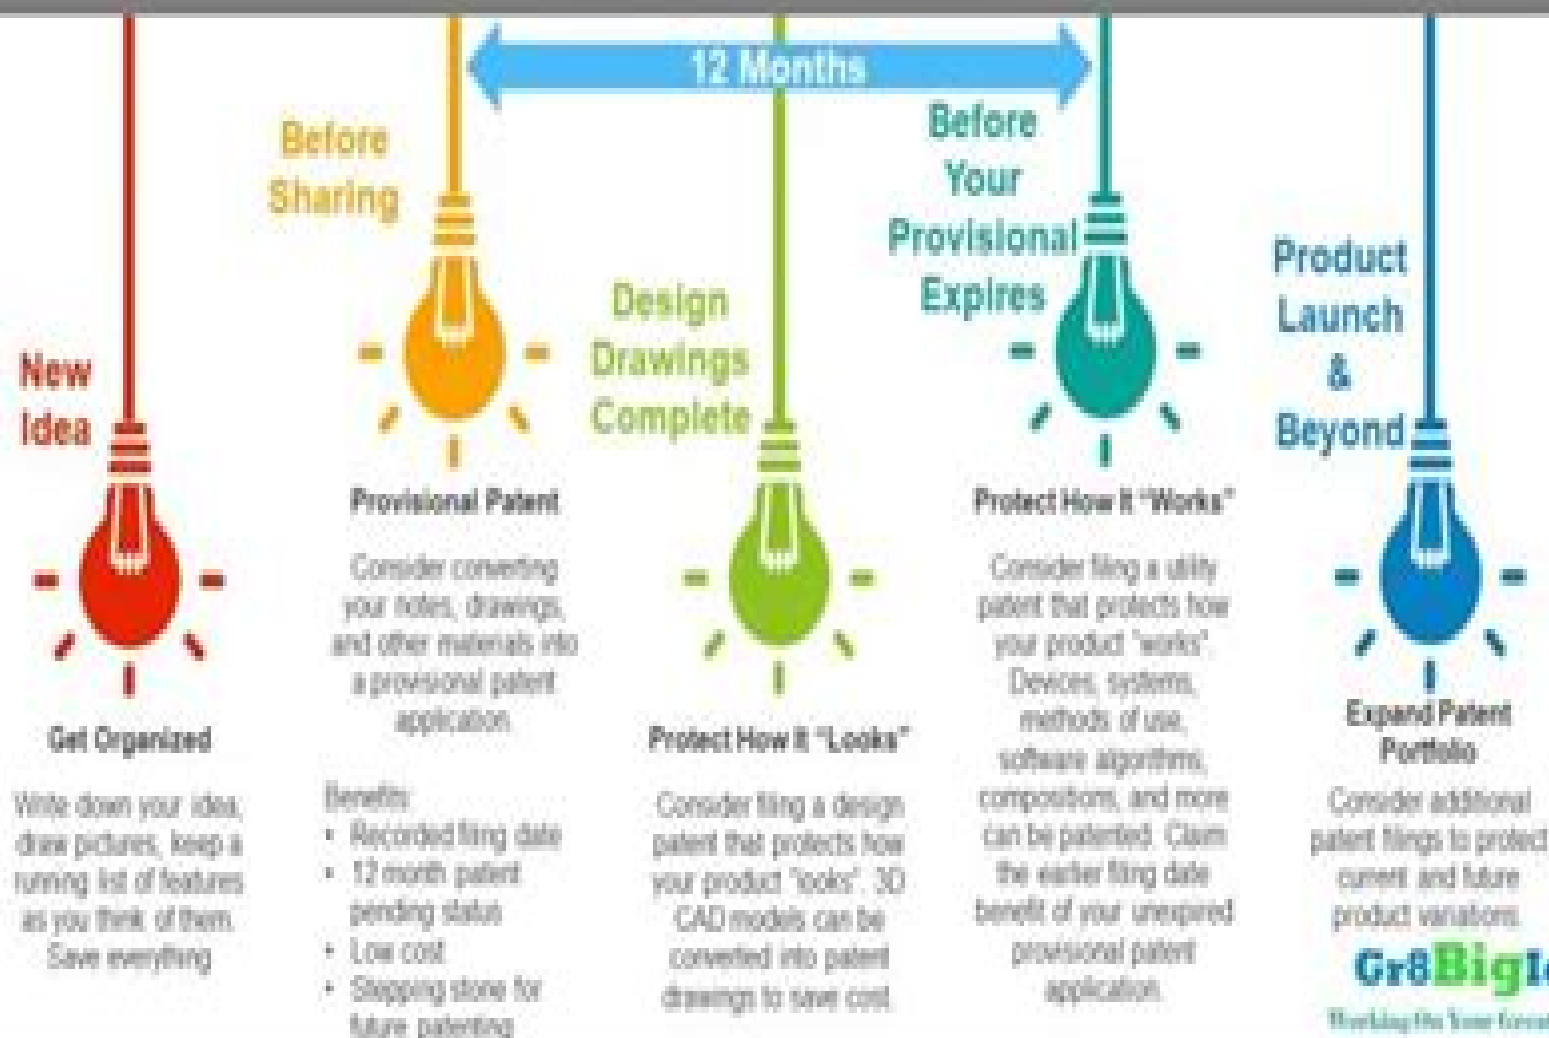 12 Months
New
Idea
Get Organized
Write down your idea,
draw pictures, keep a
running list of features
as you think of them.
Save everything
Before
Sharing
Provisional Patent
Consider converting
your notes, drawings,
and other materials into
a provisional patent
application.
Benefits:
• Recorded filing date
• 12 month patent
pending status
• Low cost
• Stepping stone for
future patenting
Design
Drawings
Complete
Protect How It "Looks"
Consider filing a design
patent that protects how
your product "looks". 3D
CAD models can be
converted into patent
drawings to save cost.
Before
Your
Provisional
Expires
Protect How It "Works"
Consider filing a utility
patent that protects how
your product "works".
Devices, systems,
methods of use,
software algorithms,
compositions, and more
can be patented. Claim
the earlier filing date
benefit of your unexpired
provisional patent
application.
Product
Launch
&
Beyond
Expand Patent
Portfolio
Consider additional
patent filings to protect
current and future
product variations.
Gr8BigId
Working On Your